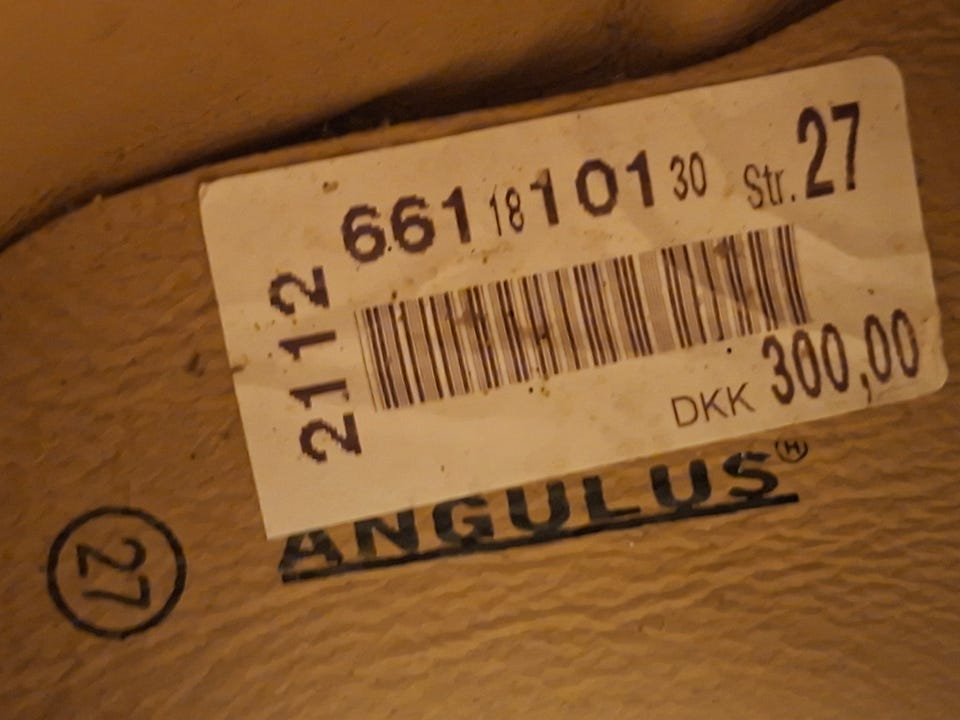 661 18 101 30 Str. 27
2112
DKK 300,00
ANGULUS H
27